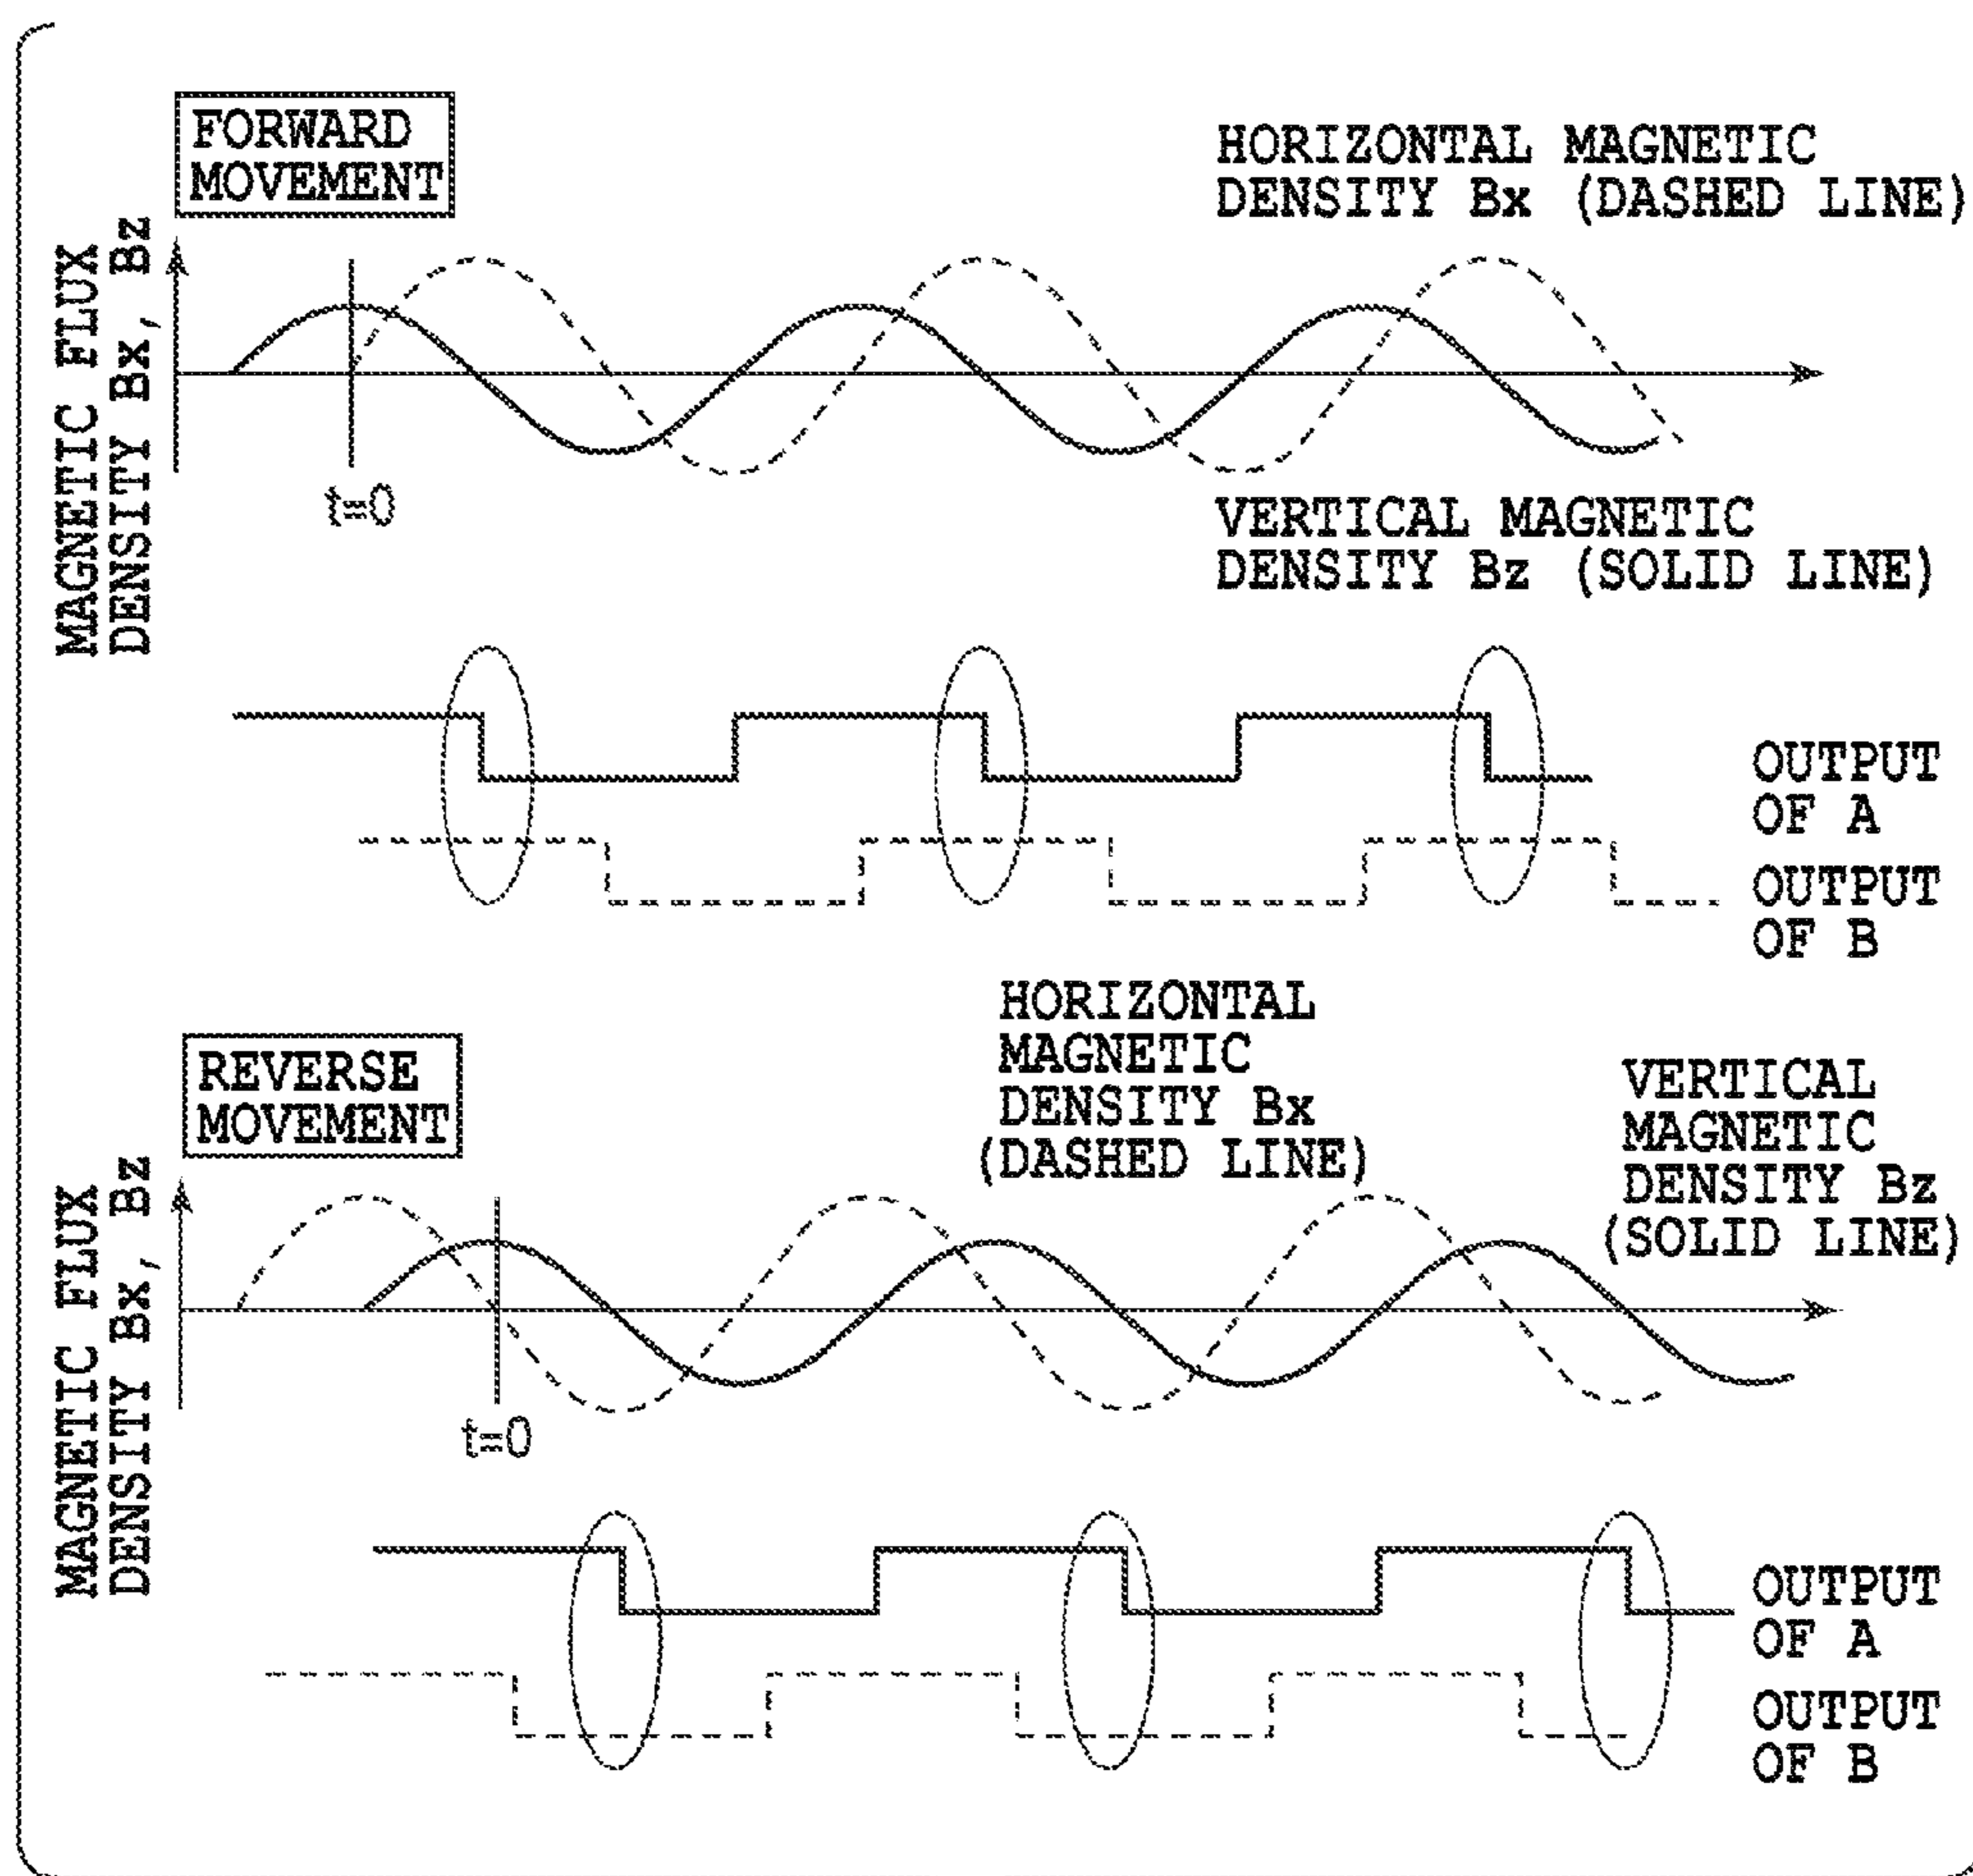 FORWARD
MOVEMENT
HORIZONTAL MAGNETIC
DENSITY Bx (DASHED LINE)
MAGNETIC FLUX
DENSITY Bx, Bz
t=0
VERTICAL MAGNETIC
DENSITY Bz (SOLID LINE)
OUTPUT
OF A
OUTPUT
OF B
REVERSE
MOVEMENT
HORIZONTAL
MAGNETIC
DENSITY Bx
(DASHED LINE)
VERTICAL
MAGNETIC
DENSITY Bz
(SOLID LINE)
MAGNETIC FLUX
DENSITY Bx, Bz
t=0
OUTPUT
OF A
OUTPUT
OF B